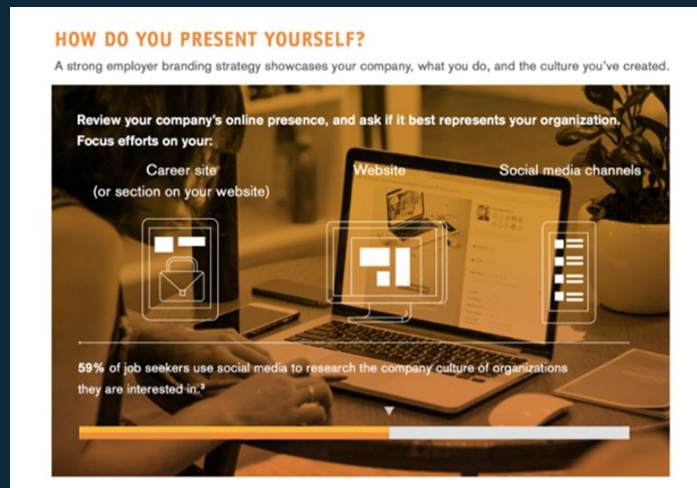 HOW DO YOU PRESENT YOURSELF?
A strong employer branding strategy showcases your company, what you do, and the culture you’ve created.
Review your company’s online presence, and ask if it best represents your organization.
Focus efforts on your:
Career site
(or section on your website)
Website
Social media channels
59% of job seekers use social media to research the company culture of organizations
they are interested in.³